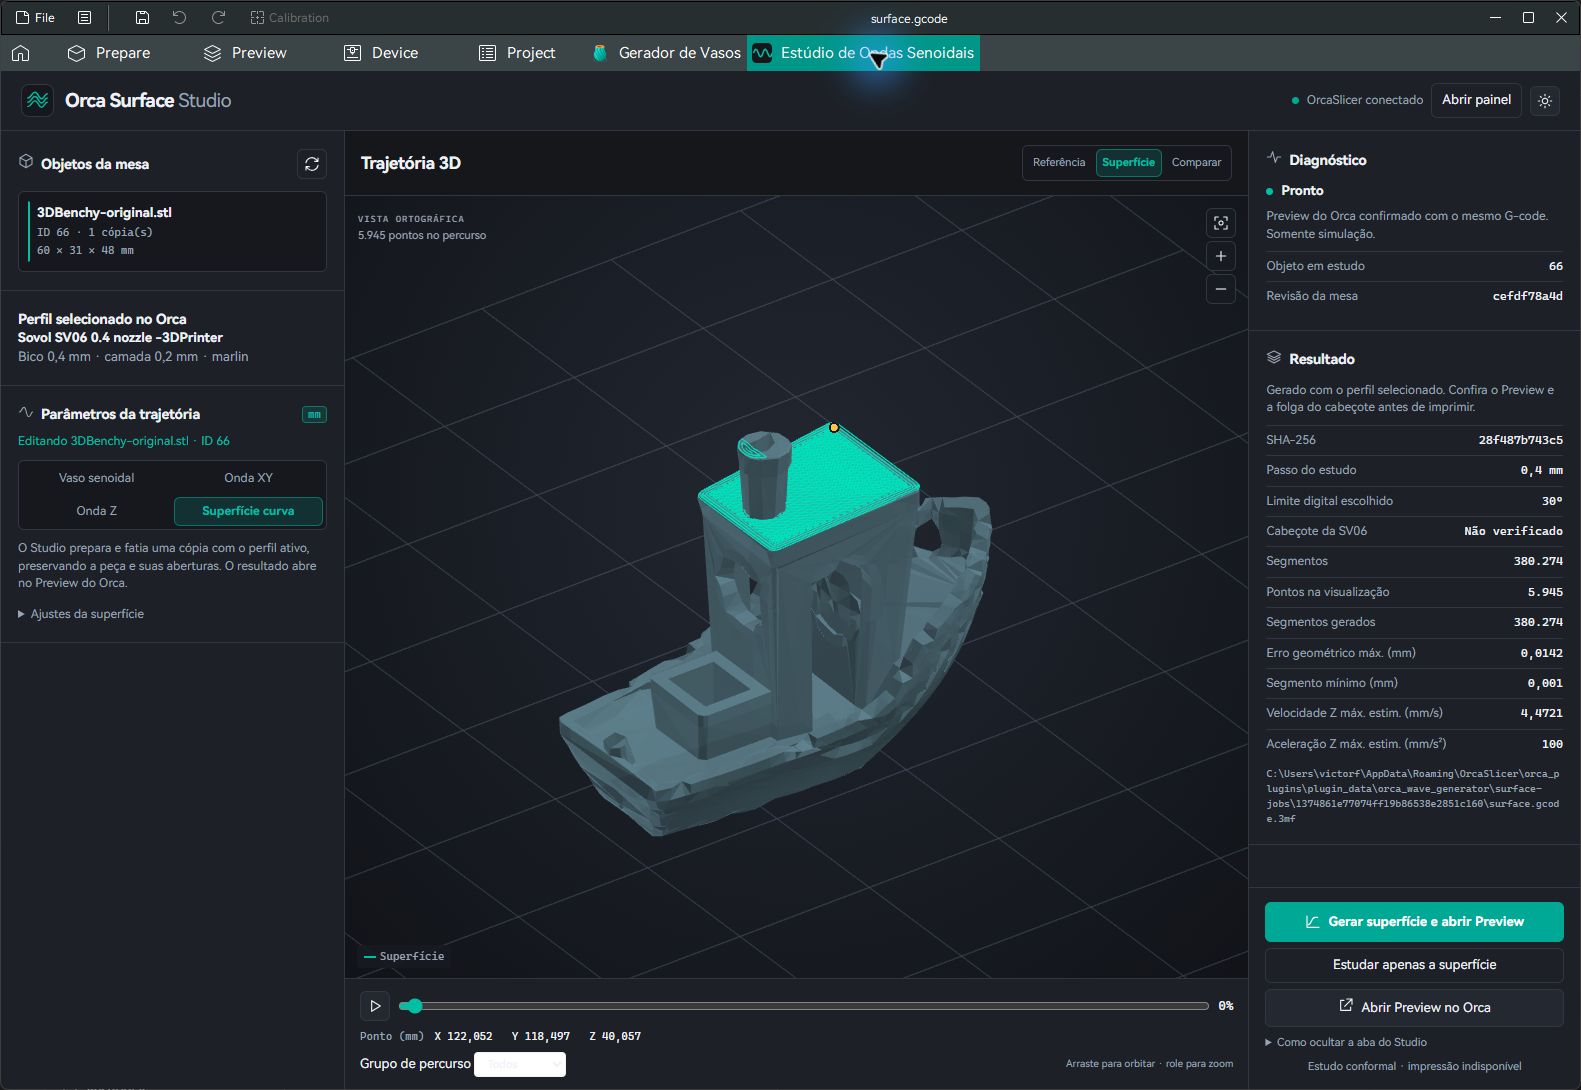 File
Calibration
surface.gcode
Prepare
Preview
Device
Project
Gerador de Vasos
Estúdio de Ondas Senoidais
Orca Surface Studio
OrcaSlicer conectado
Abrir painel
Objetos da mesa
3DBenchy-original.stl
ID 66 · 1 cópia(s)
60 × 31 × 48 mm
Perfil selecionado no Orca
Sovol SV06 0.4 nozzle -3DPrinter
Bico 0,4 mm · camada 0,2 mm · marlin
Parâmetros da trajetória
mm
Editando 3DBenchy-original.stl · ID 66
Vaso senoidal
Onda XY
Onda Z
Superfície curva
O Studio prepara e fatia uma cópia com o perfil ativo,
preservando a peça e suas aberturas. O resultado abre
no Preview do Orca.
Ajustes da superfície
Trajetória 3D
Referência
Superfície
Comparar
VISTA ORTOGRÁFICA
5.945 pontos no percurso
Superfície
0%
Ponto (mm) X 122,052 Y 118,497 Z 40,057
Grupo de percurso
Todos
Arraste para orbitar · role para zoom
Diagnóstico
Pronto
Preview do Orca confirmado com o mesmo G-code.
Somente simulação.
Objeto em estudo 66
Revisão da mesa cefdf78a4d
Resultado
Gerado com o perfil selecionado. Confira o Preview e
a folga do cabeçote antes de imprimir.
SHA-256 28f487b743c5
Passo do estudo 0,4 mm
Limite digital escolhido 30°
Cabeçote da SV06 Não verificado
Segmentos 380.274
Pontos na visualização 5.945
Segmentos gerados 380.274
Erro geométrico máx. (mm) 0,0142
Segmento mínimo (mm) 0,001
Velocidade Z máx. estim. (mm/s) 4,4721
Aceleração Z máx. estim. (mm/s²) 100
C:\Users\victorf\AppData\Roaming\OrcaSlicer\orca_p
lugins\plugin_data\orca_wave_generator\surface-
jobs\1374861e77074ff19b86538e2851c160\surface.gcod
e.3mf
Gerar superfície e abrir Preview
Estudar apenas a superfície
Abrir Preview no Orca
Como ocultar a aba do Studio
Estudo conformal · impressão indisponível